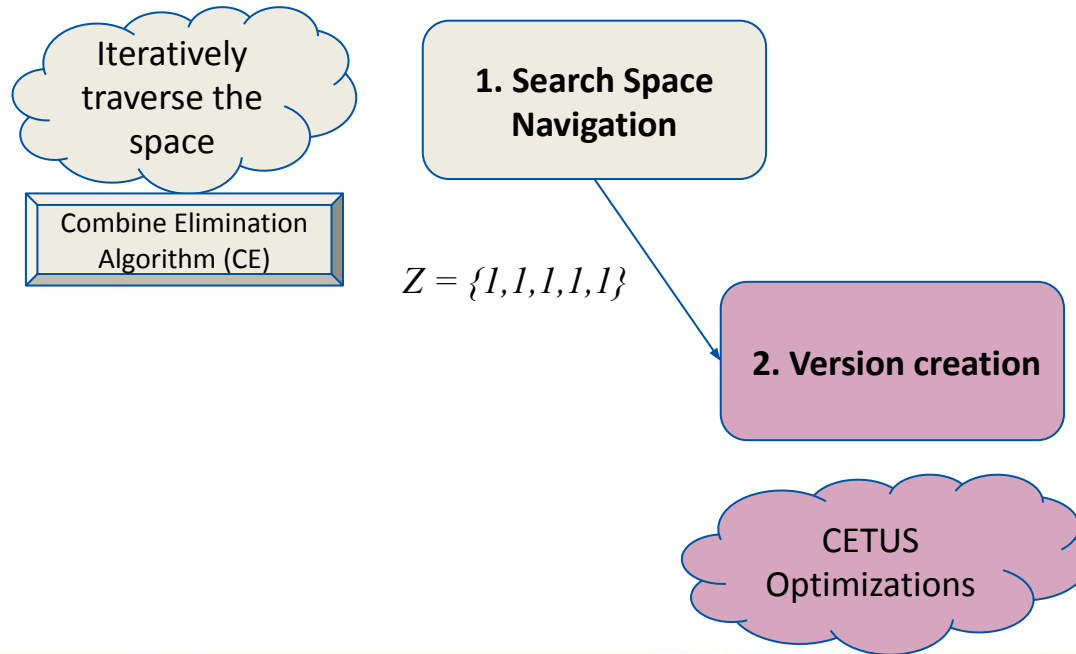 Iteratively
traverse the
space
Combine Elimination
Algorithm (CE)
1. Search Space
Navigation
Z = {1,1,1,1,1}
2. Version creation
CETUS
Optimizations